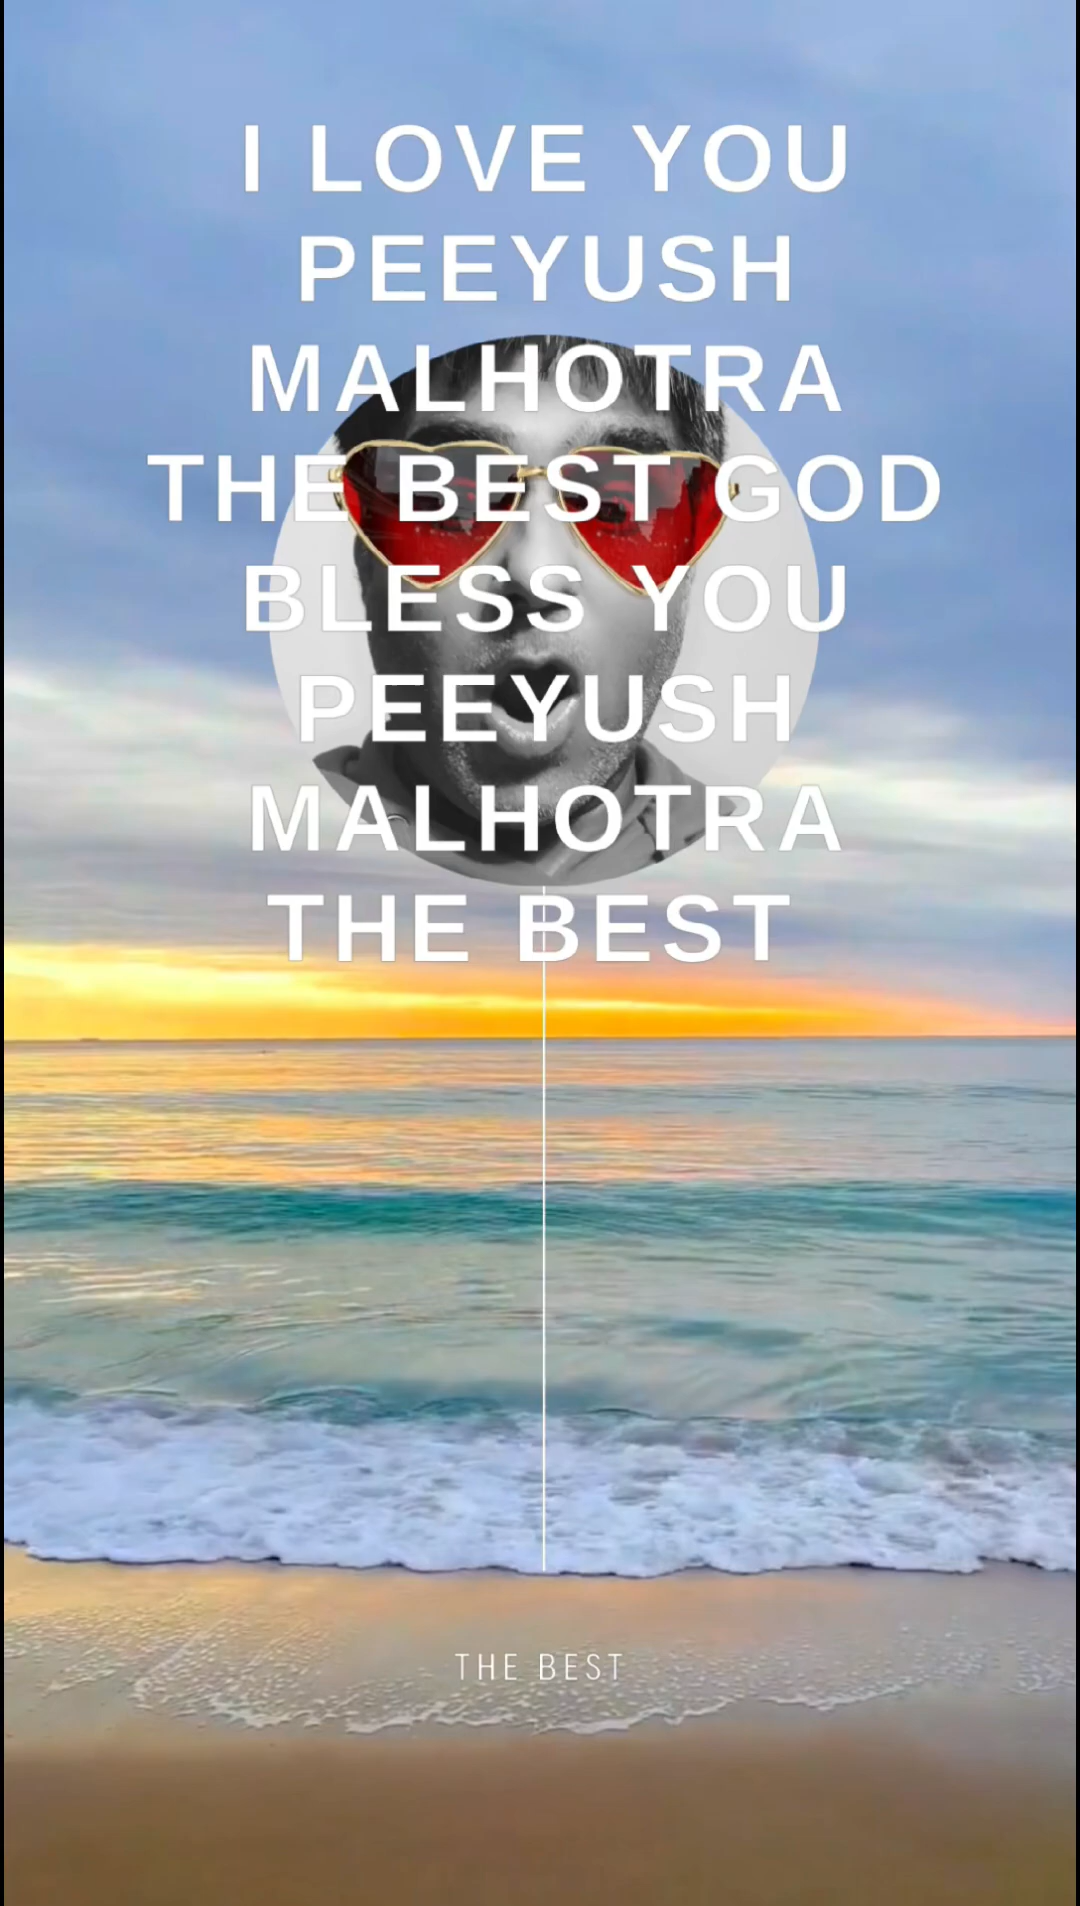 I LOVE YOU
PEEYUSH
MALHOTRA
THE BEST GOD
BLESS YOU
PEEYUSH
MALHOTRA
THE BEST
THE BEST